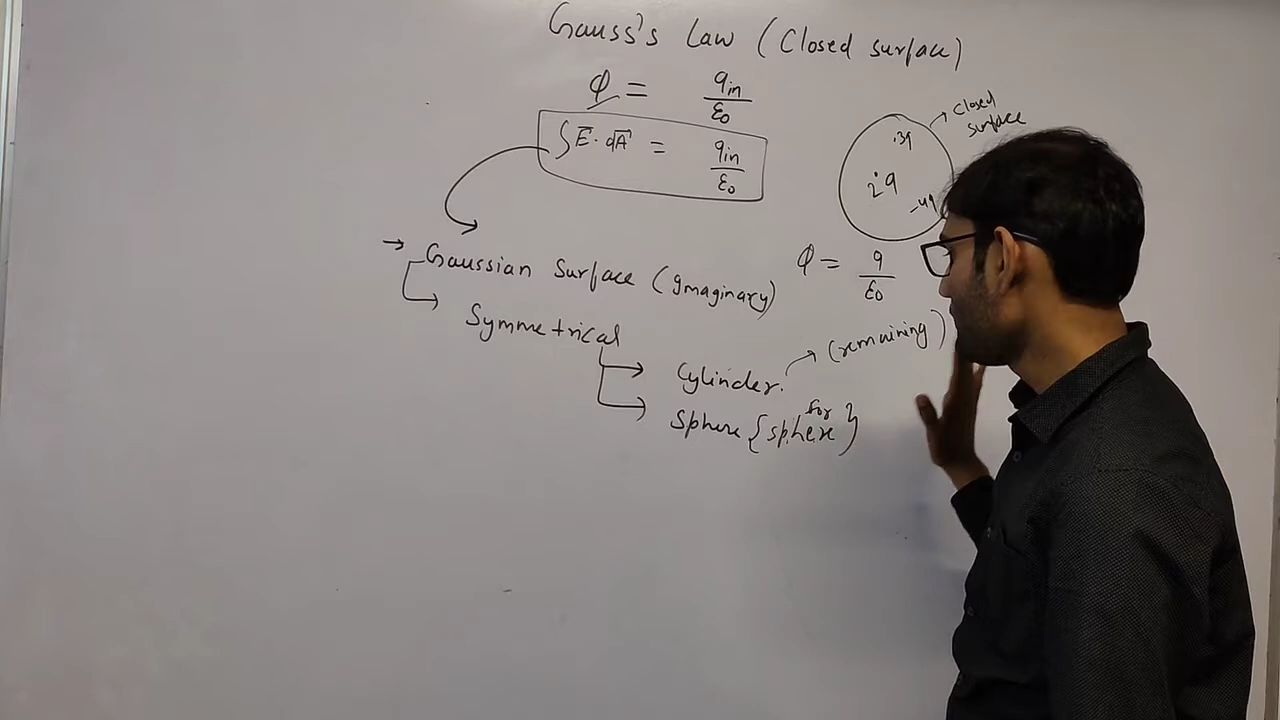 Gauss's Law (Closed surface)
φ = qin/ε0
∫E⃗·dA⃗ = qin/ε0
Closed surface
3q
2q
-4q
φ = q/ε0
→ Gaussian Surface (Imaginary)
Symmetrical
Cylinder. → (remaining)
Sphere {for sphere}